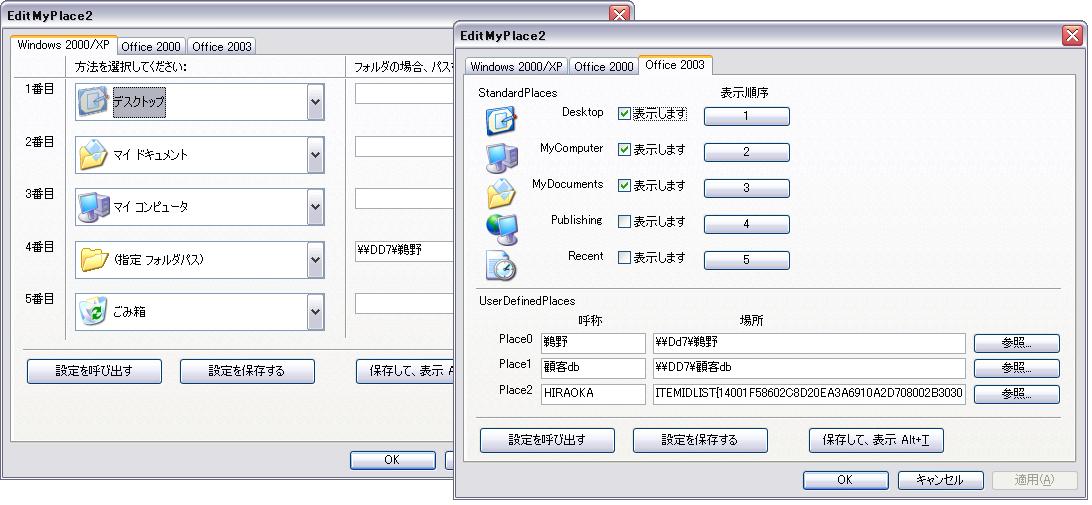 EditMyPlace2
Windows 2000/XP Office 2000 Office 2003
方法を選択してください: フォルダの場合、パス
1番目 デスクトップ
2番目 マイ ドキュメント
3番目 マイ コンピュータ
4番目 (指定 フォルダパス) ¥¥DD7¥鵜野
5番目 ごみ箱
設定を呼び出す 設定を保存する 保存して、表示
OK
EditMyPlace2
Windows 2000/XP Office 2000 Office 2003
StandardPlaces 表示順序
Desktop 表示します 1
MyComputer 表示します 2
MyDocuments 表示します 3
Publishing 表示します 4
Recent 表示します 5
UserDefinedPlaces
呼称 場所
Place0 鵜野 ¥¥Dd7¥鵜野 参照...
Place1 顧客db ¥¥DD7¥顧客db 参照...
Place2 HIRAOKA ITEMIDLIST{14001F58602C8D20EA3A6910A2D708002B3030 参照...
設定を呼び出す 設定を保存する 保存して、表示 Alt+T
OK キャンセル 適用(A)